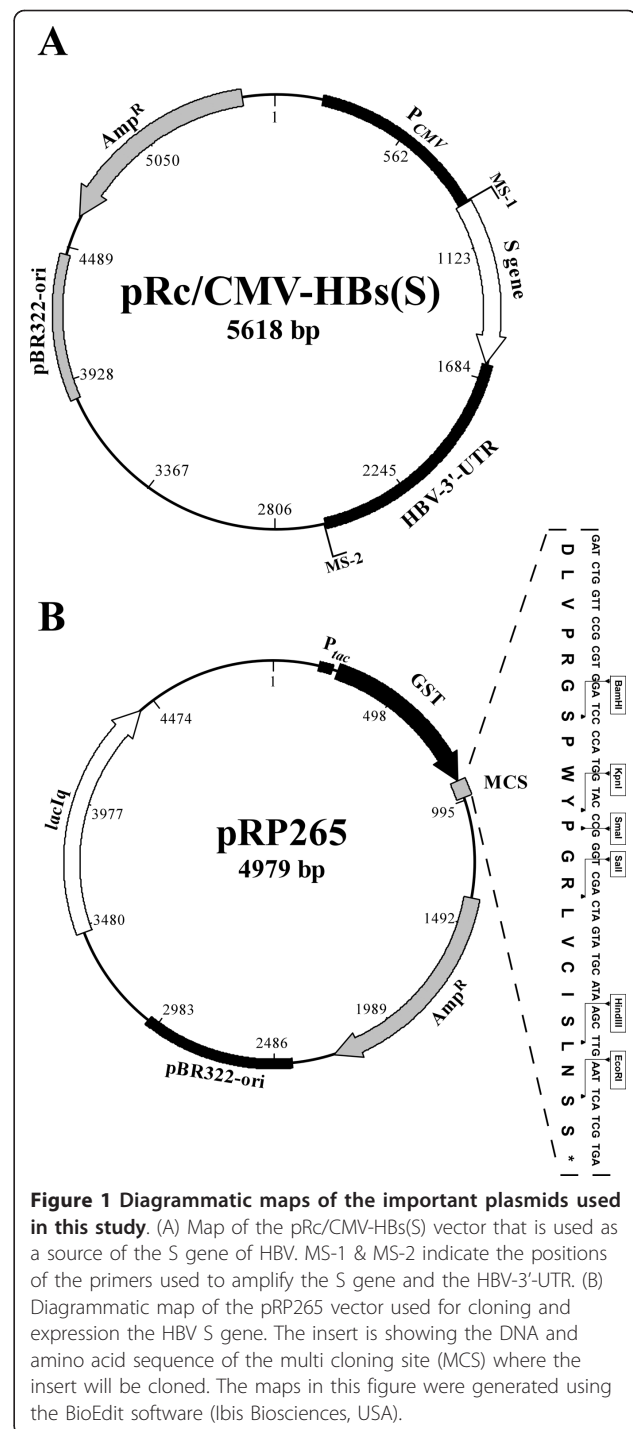 A
1
562
1123
1684
2245
2806
3367
3928
4489
5050
AmpR
PCMV
MS-1
S gene
HBV-3'-UTR
MS-2
pBR322-ori
pRc/CMV-HBs(S)
5618 bp
B
1
498
995
1492
1989
2486
2983
3480
3977
4474
Ptac
GST
MCS
AmpR
pBR322-ori
lacIq
pRP265
4979 bp
GAT CTG GTT CCG CGT GGA TCC CCA TGG TAC CCG GGT CGA CTA GTA TGC ATA AGC TTG AAT TCA TCG TGA
D L V P R G S P W Y P G R L V C I S L N S S *
BamHI
KpnI
SmaI
SalI
HindIII
EcoRI
Figure 1 Diagrammatic maps of the important plasmids used
in this study. (A) Map of the pRc/CMV-HBs(S) vector that is used as
a source of the S gene of HBV. MS-1 & MS-2 indicate the positions
of the primers used to amplify the S gene and the HBV-3'-UTR. (B)
Diagrammatic map of the pRP265 vector used for cloning and
expression the HBV S gene. The insert is showing the DNA and
amino acid sequence of the multi cloning site (MCS) where the
insert will be cloned. The maps in this figure were generated using
the BioEdit software (Ibis Biosciences, USA).